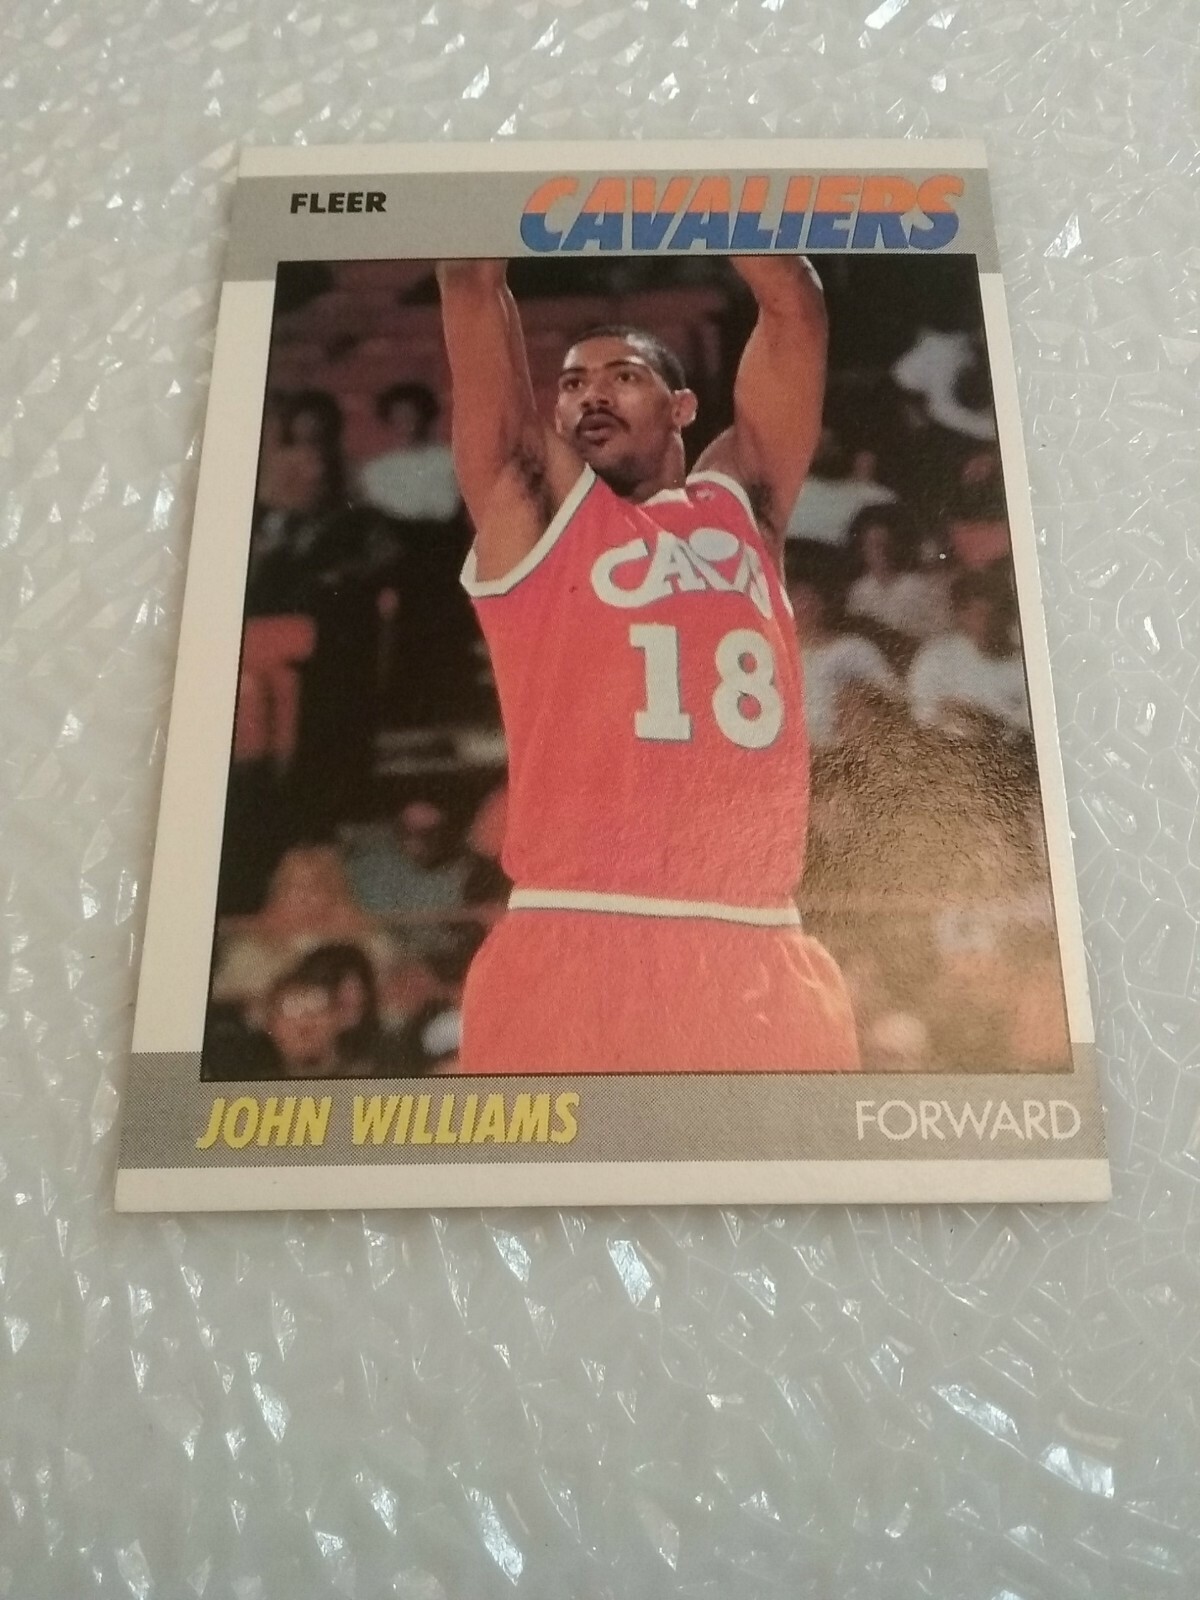 FLEER
CAVALIERS
CAVS
18
JOHN WILLIAMS
FORWARD